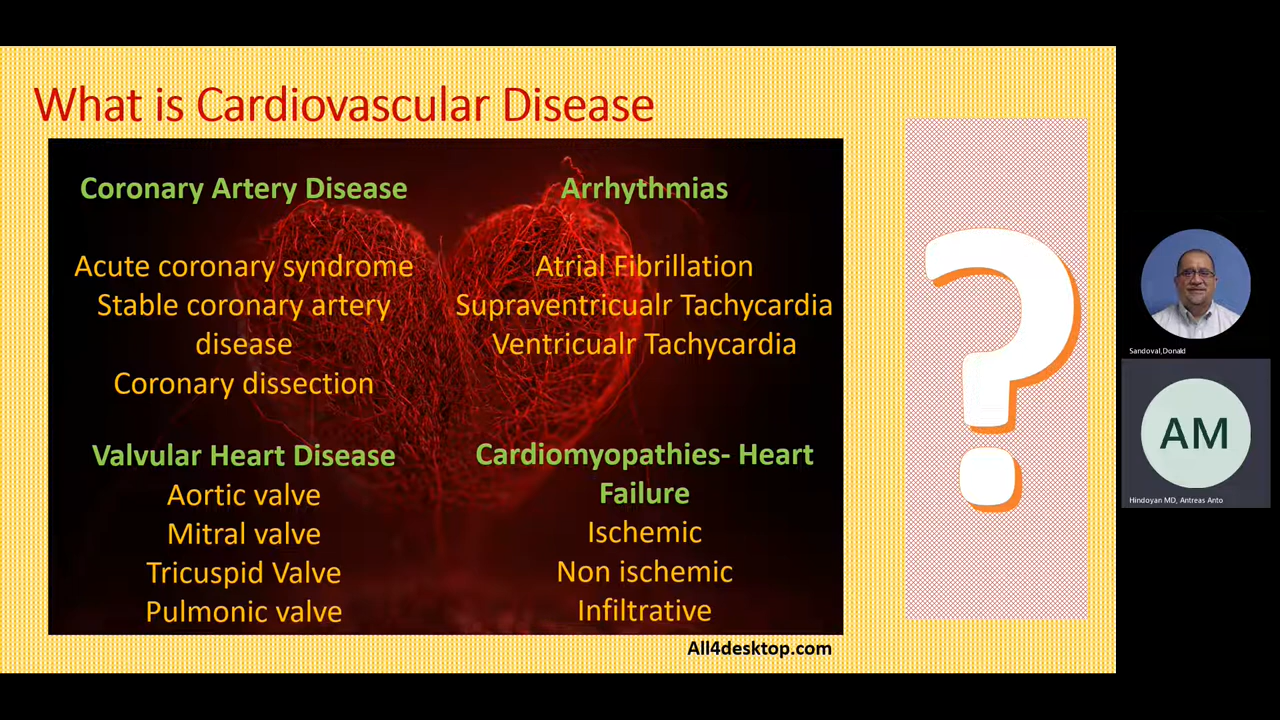 What is Cardiovascular Disease
Coronary Artery Disease
Acute coronary syndrome
Stable coronary artery
disease
Coronary dissection
Arrhythmias
Atrial Fibrillation
Supraventricualr Tachycardia
Ventricualr Tachycardia
Valvular Heart Disease
Aortic valve
Mitral valve
Tricuspid Valve
Pulmonic valve
Cardiomyopathies- Heart
Failure
Ischemic
Non ischemic
Infiltrative
All4desktop.com
?
Sandoval,Donald
AM
Hindoyan MD, Antreas Anto